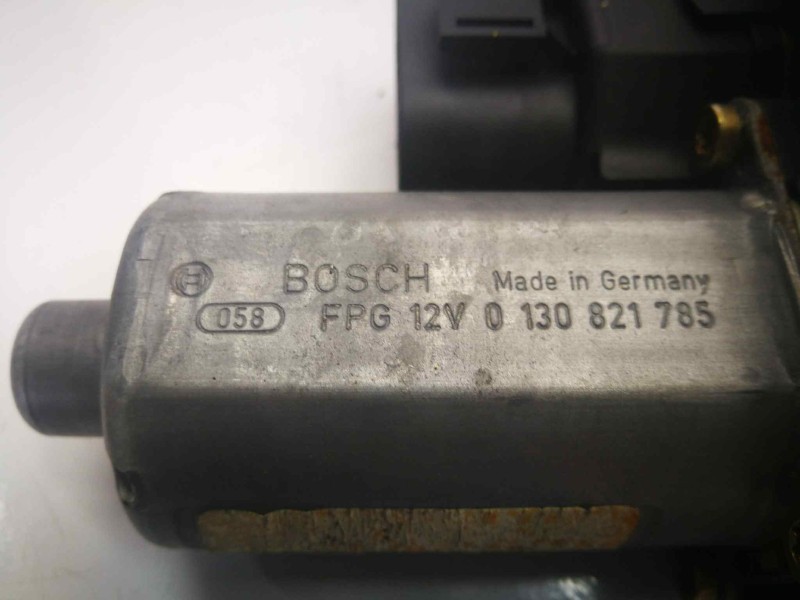 BOSCH Made in Germany
058 FPG 12V 0 130 821 785